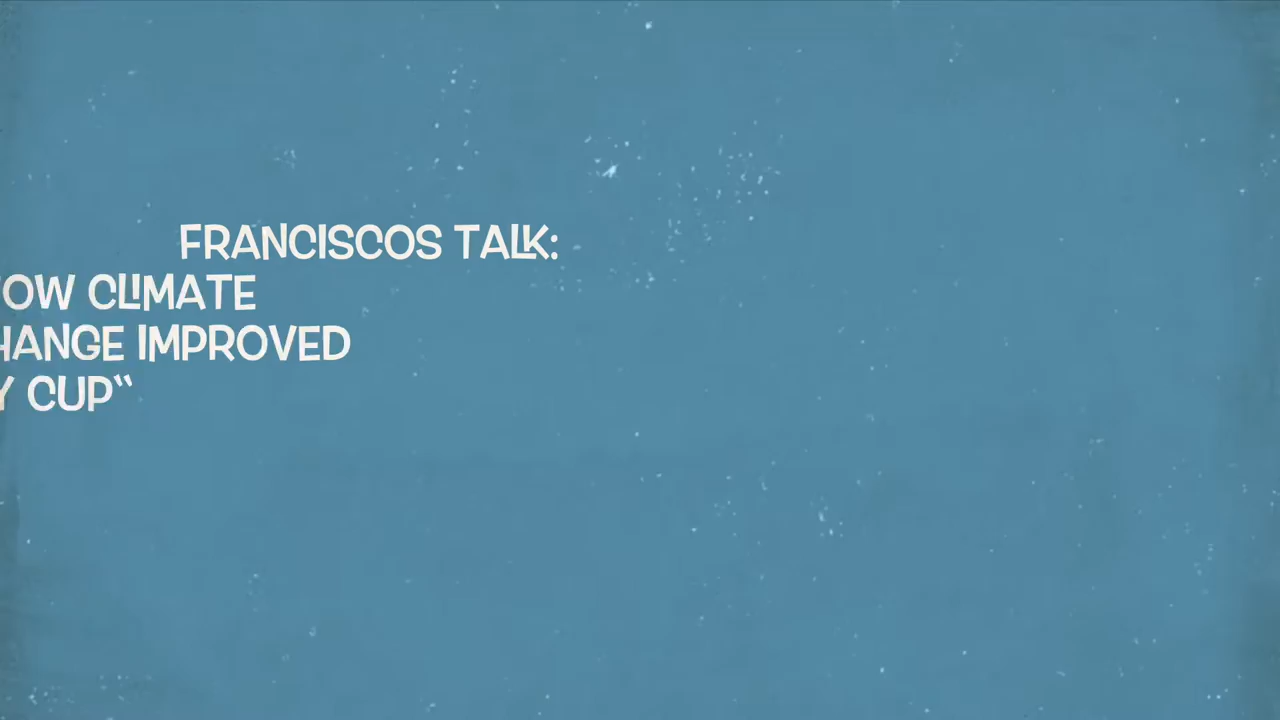 FRANCISCOS TALK:
OW CLIMATE
HANGE IMPROVED
Y CUP“